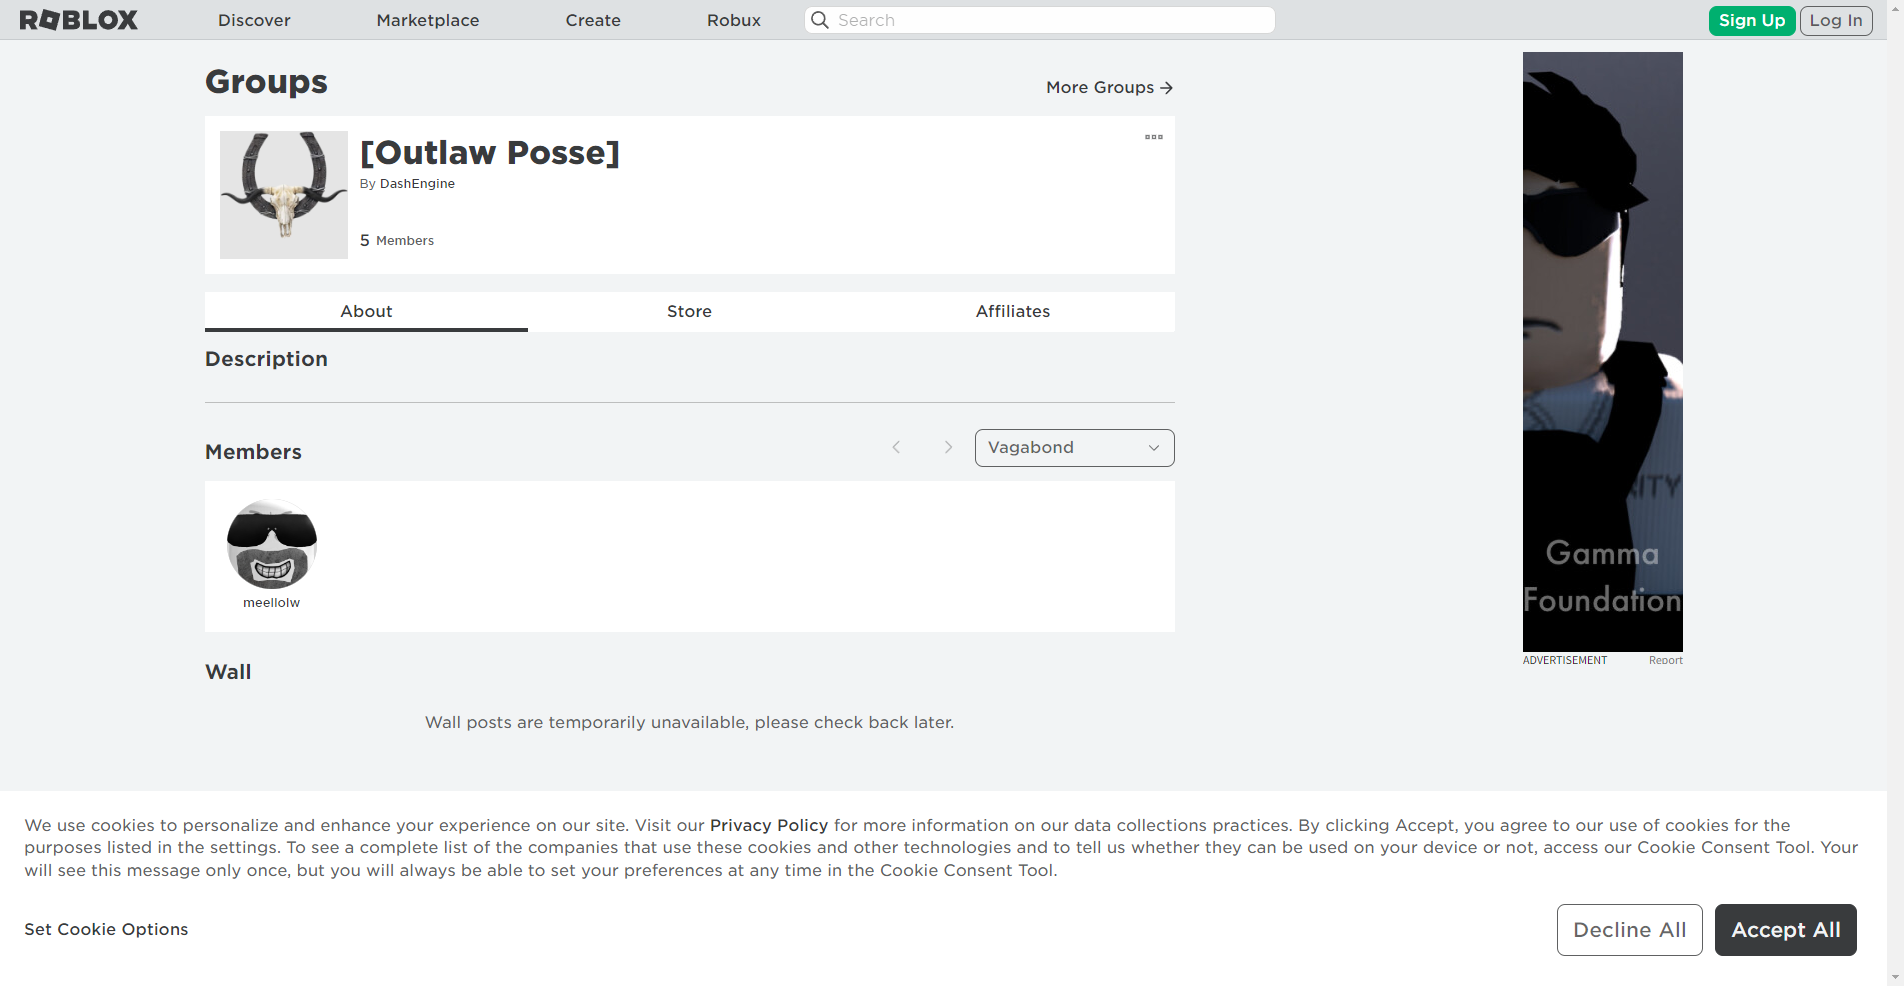 ROBLOX
Discover
Marketplace
Create
Robux
Search
Sign Up
Log In
Groups
More Groups
[Outlaw Posse]
By DashEngine
5 Members
About
Store
Affiliates
Description
Members
Vagabond
meellolw
Wall
Wall posts are temporarily unavailable, please check back later.
RITY
Gamma
Foundation
ADVERTISEMENT
Report
We use cookies to personalize and enhance your experience on our site. Visit our Privacy Policy for more information on our data collections practices. By clicking Accept, you agree to our use of cookies for the
purposes listed in the settings. To see a complete list of the companies that use these cookies and other technologies and to tell us whether they can be used on your device or not, access our Cookie Consent Tool. Your
will see this message only once, but you will always be able to set your preferences at any time in the Cookie Consent Tool.
Set Cookie Options
Decline All
Accept All